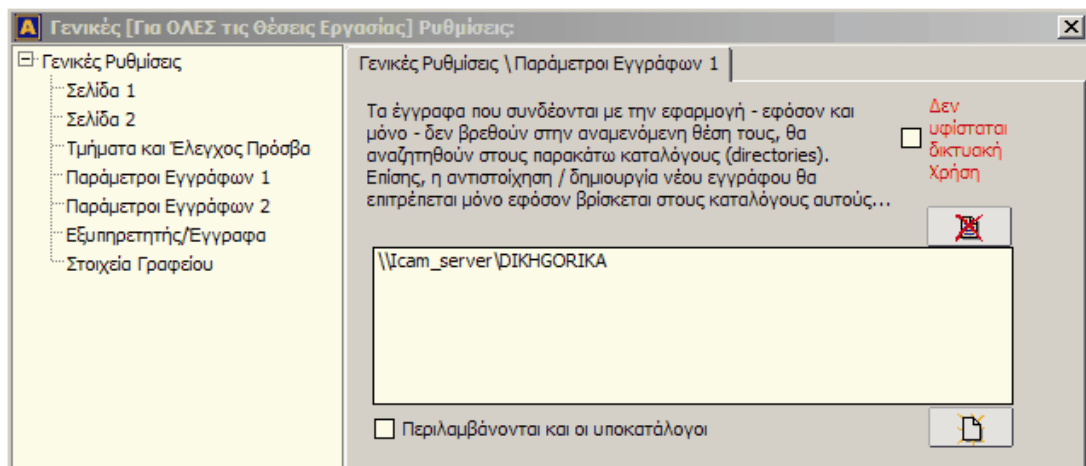 Γενικές [Για ΟΛΕΣ τις Θέσεις Εργασίας] Ρυθμίσεις:
Γενικές Ρυθμίσεις
Σελίδα 1
Σελίδα 2
Τμήματα και Έλεγχος Πρόσβα
Παράμετροι Εγγράφων 1
Παράμετροι Εγγράφων 2
Εξυπηρετητής/Έγγραφα
Στοιχεία Γραφείου
Γενικές Ρυθμίσεις \ Παράμετροι Εγγράφων 1
Τα έγγραφα που συνδέονται με την εφαρμογή - εφόσον και
μόνο - δεν βρεθούν στην αναμενόμενη θέση τους, θα
αναζητηθούν στους παρακάτω καταλόγους (directories).
Επίσης, η αντιστοίχηση / δημιουργία νέου εγγράφου θα
επιτρέπεται μόνο εφόσον βρίσκεται στους καταλόγους αυτούς...
Δεν
υφίσταται
δικτυακή
Χρήση
\\Icam_server\DIKHGORIKA
Περιλαμβάνονται και οι υποκατάλογοι